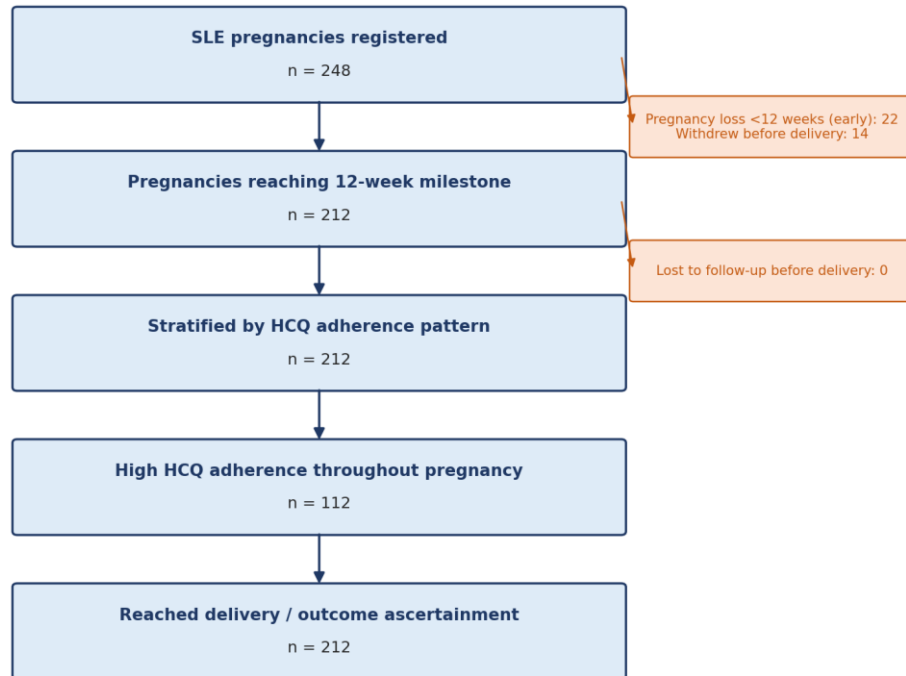 SLE pregnancies registered
n = 248
Pregnancy loss <12 weeks (early): 22
Withdrew before delivery: 14
Pregnancies reaching 12-week milestone
n = 212
Lost to follow-up before delivery: 0
Stratified by HCQ adherence pattern
n = 212
High HCQ adherence throughout pregnancy
n = 112
Reached delivery / outcome ascertainment
n = 212